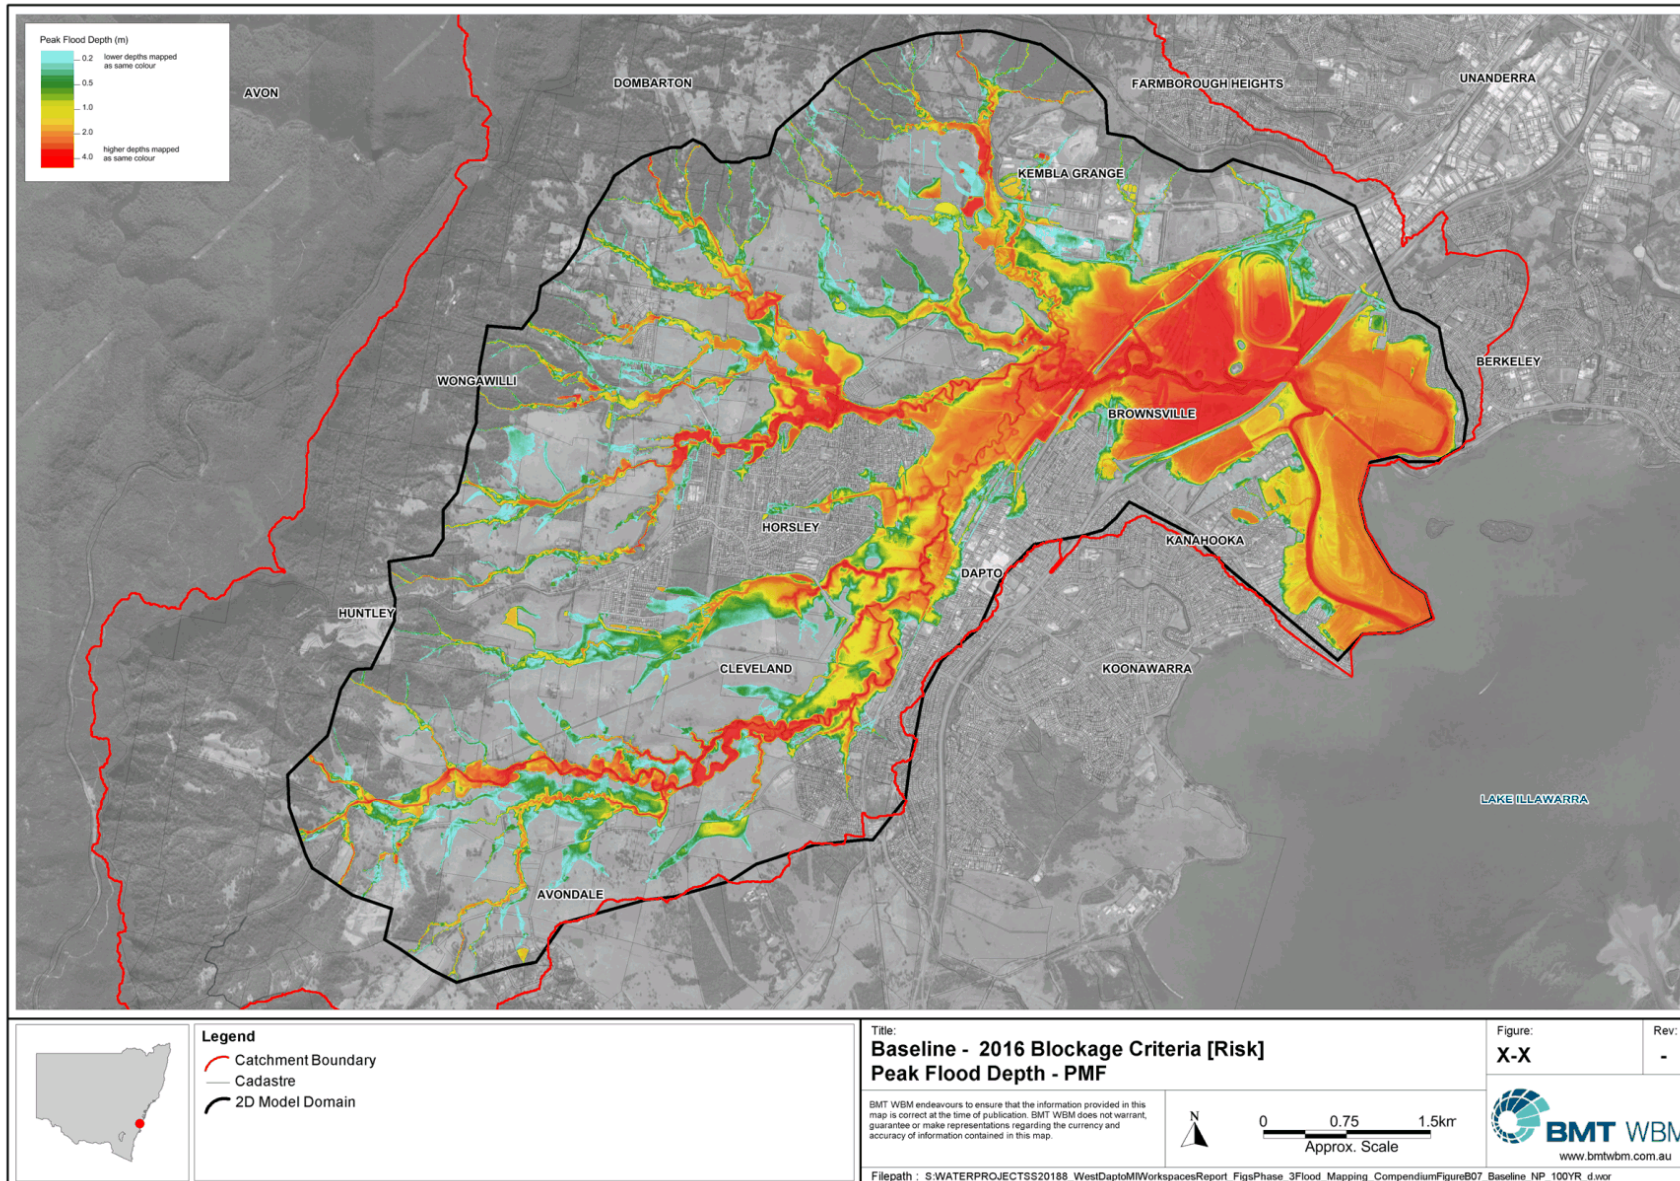 Peak Flood Depth (m)
0.2 lower depths mapped
as same colour
0.5
1.0
2.0
higher depths mapped
4.0 as same colour
AVON
DOMBARTON
FARMBOROUGH HEIGHTS
UNANDERRA
KEMBLA GRANGE
BERKELEY
WONGAWILLI
BROWNSVILLE
HORSLEY
KANAHOOKA
DAPTO
HUNTLEY
CLEVELAND
KOONAWARRA
LAKE ILLAWARRA
AVONDALE
Legend
Catchment Boundary
Cadastre
2D Model Domain
Title:
Baseline - 2016 Blockage Criteria [Risk]
Peak Flood Depth - PMF
Figure:
X-X
Rev:
-
BMT WBM endeavours to ensure that the information provided in this
map is correct at the time of publication. BMT WBM does not warrant,
guarantee or make representations regarding the currency and
accuracy of information contained in this map.
N
0 0.75 1.5km
Approx. Scale
BMT WBM
www.bmtwbm.com.au
Filepath : S:WATERPROJECTSS20188_WestDaptoMIWorkspacesReport_FigsPhase_3Flood_Mapping_CompendiumFigureB07_Baseline_NP_100YR_d.wor